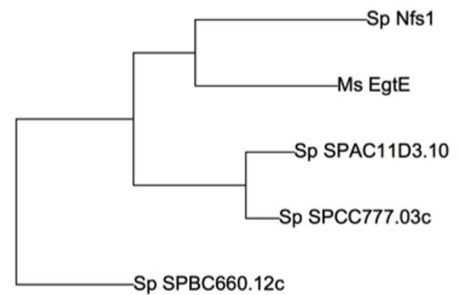 Sp Nfs1
Ms EgtE
Sp SPAC11D3.10
Sp SPCC777.03c
Sp SPBC660.12c